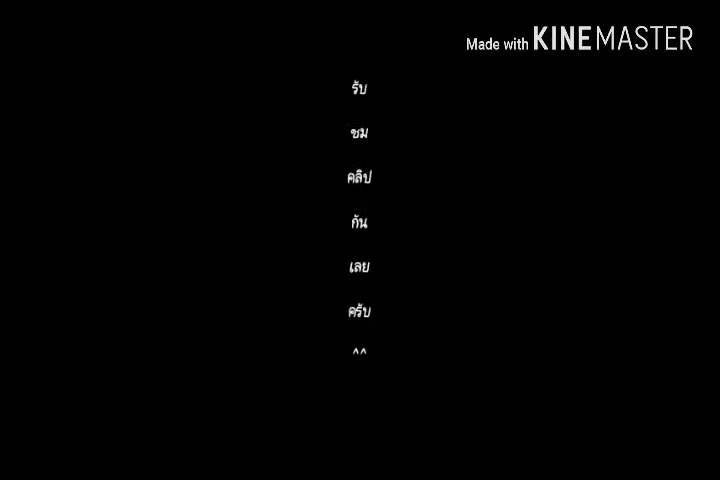 Made with KINEMASTER
รับ
ชม
คลิป
กัน
เลย
ครับ
^^